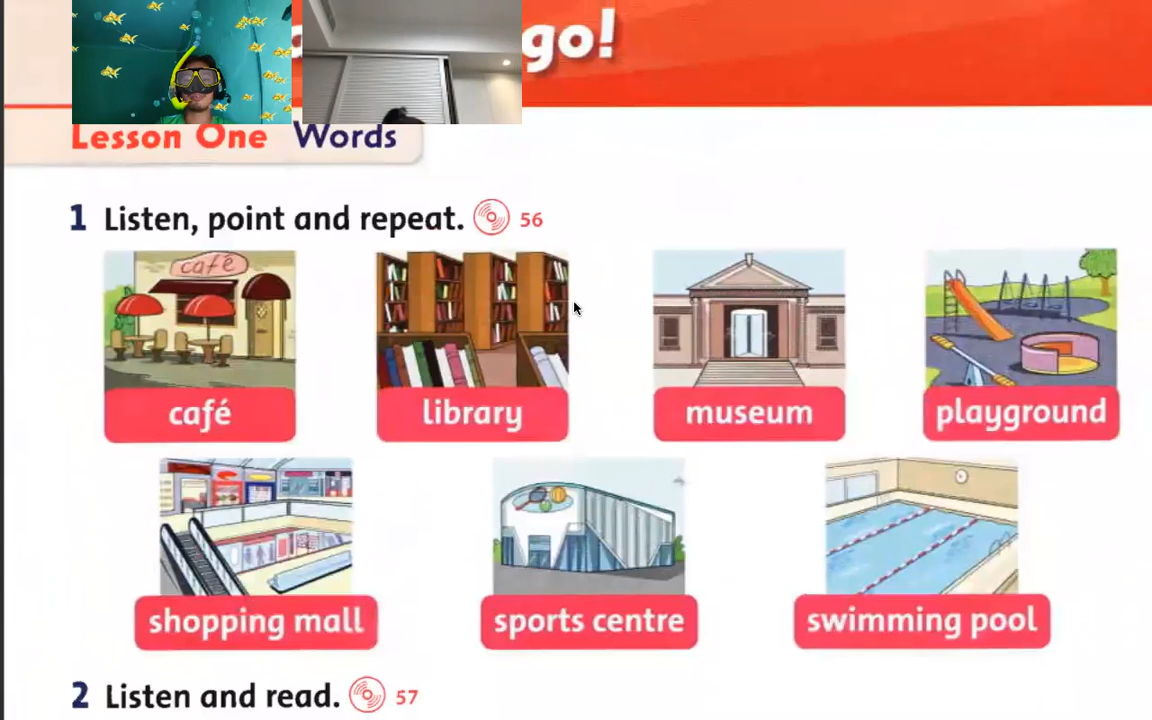 go!
Lesson One Words
1 Listen, point and repeat. 56
café
café library museum playground
shopping mall sports centre swimming pool
2 Listen and read. 57